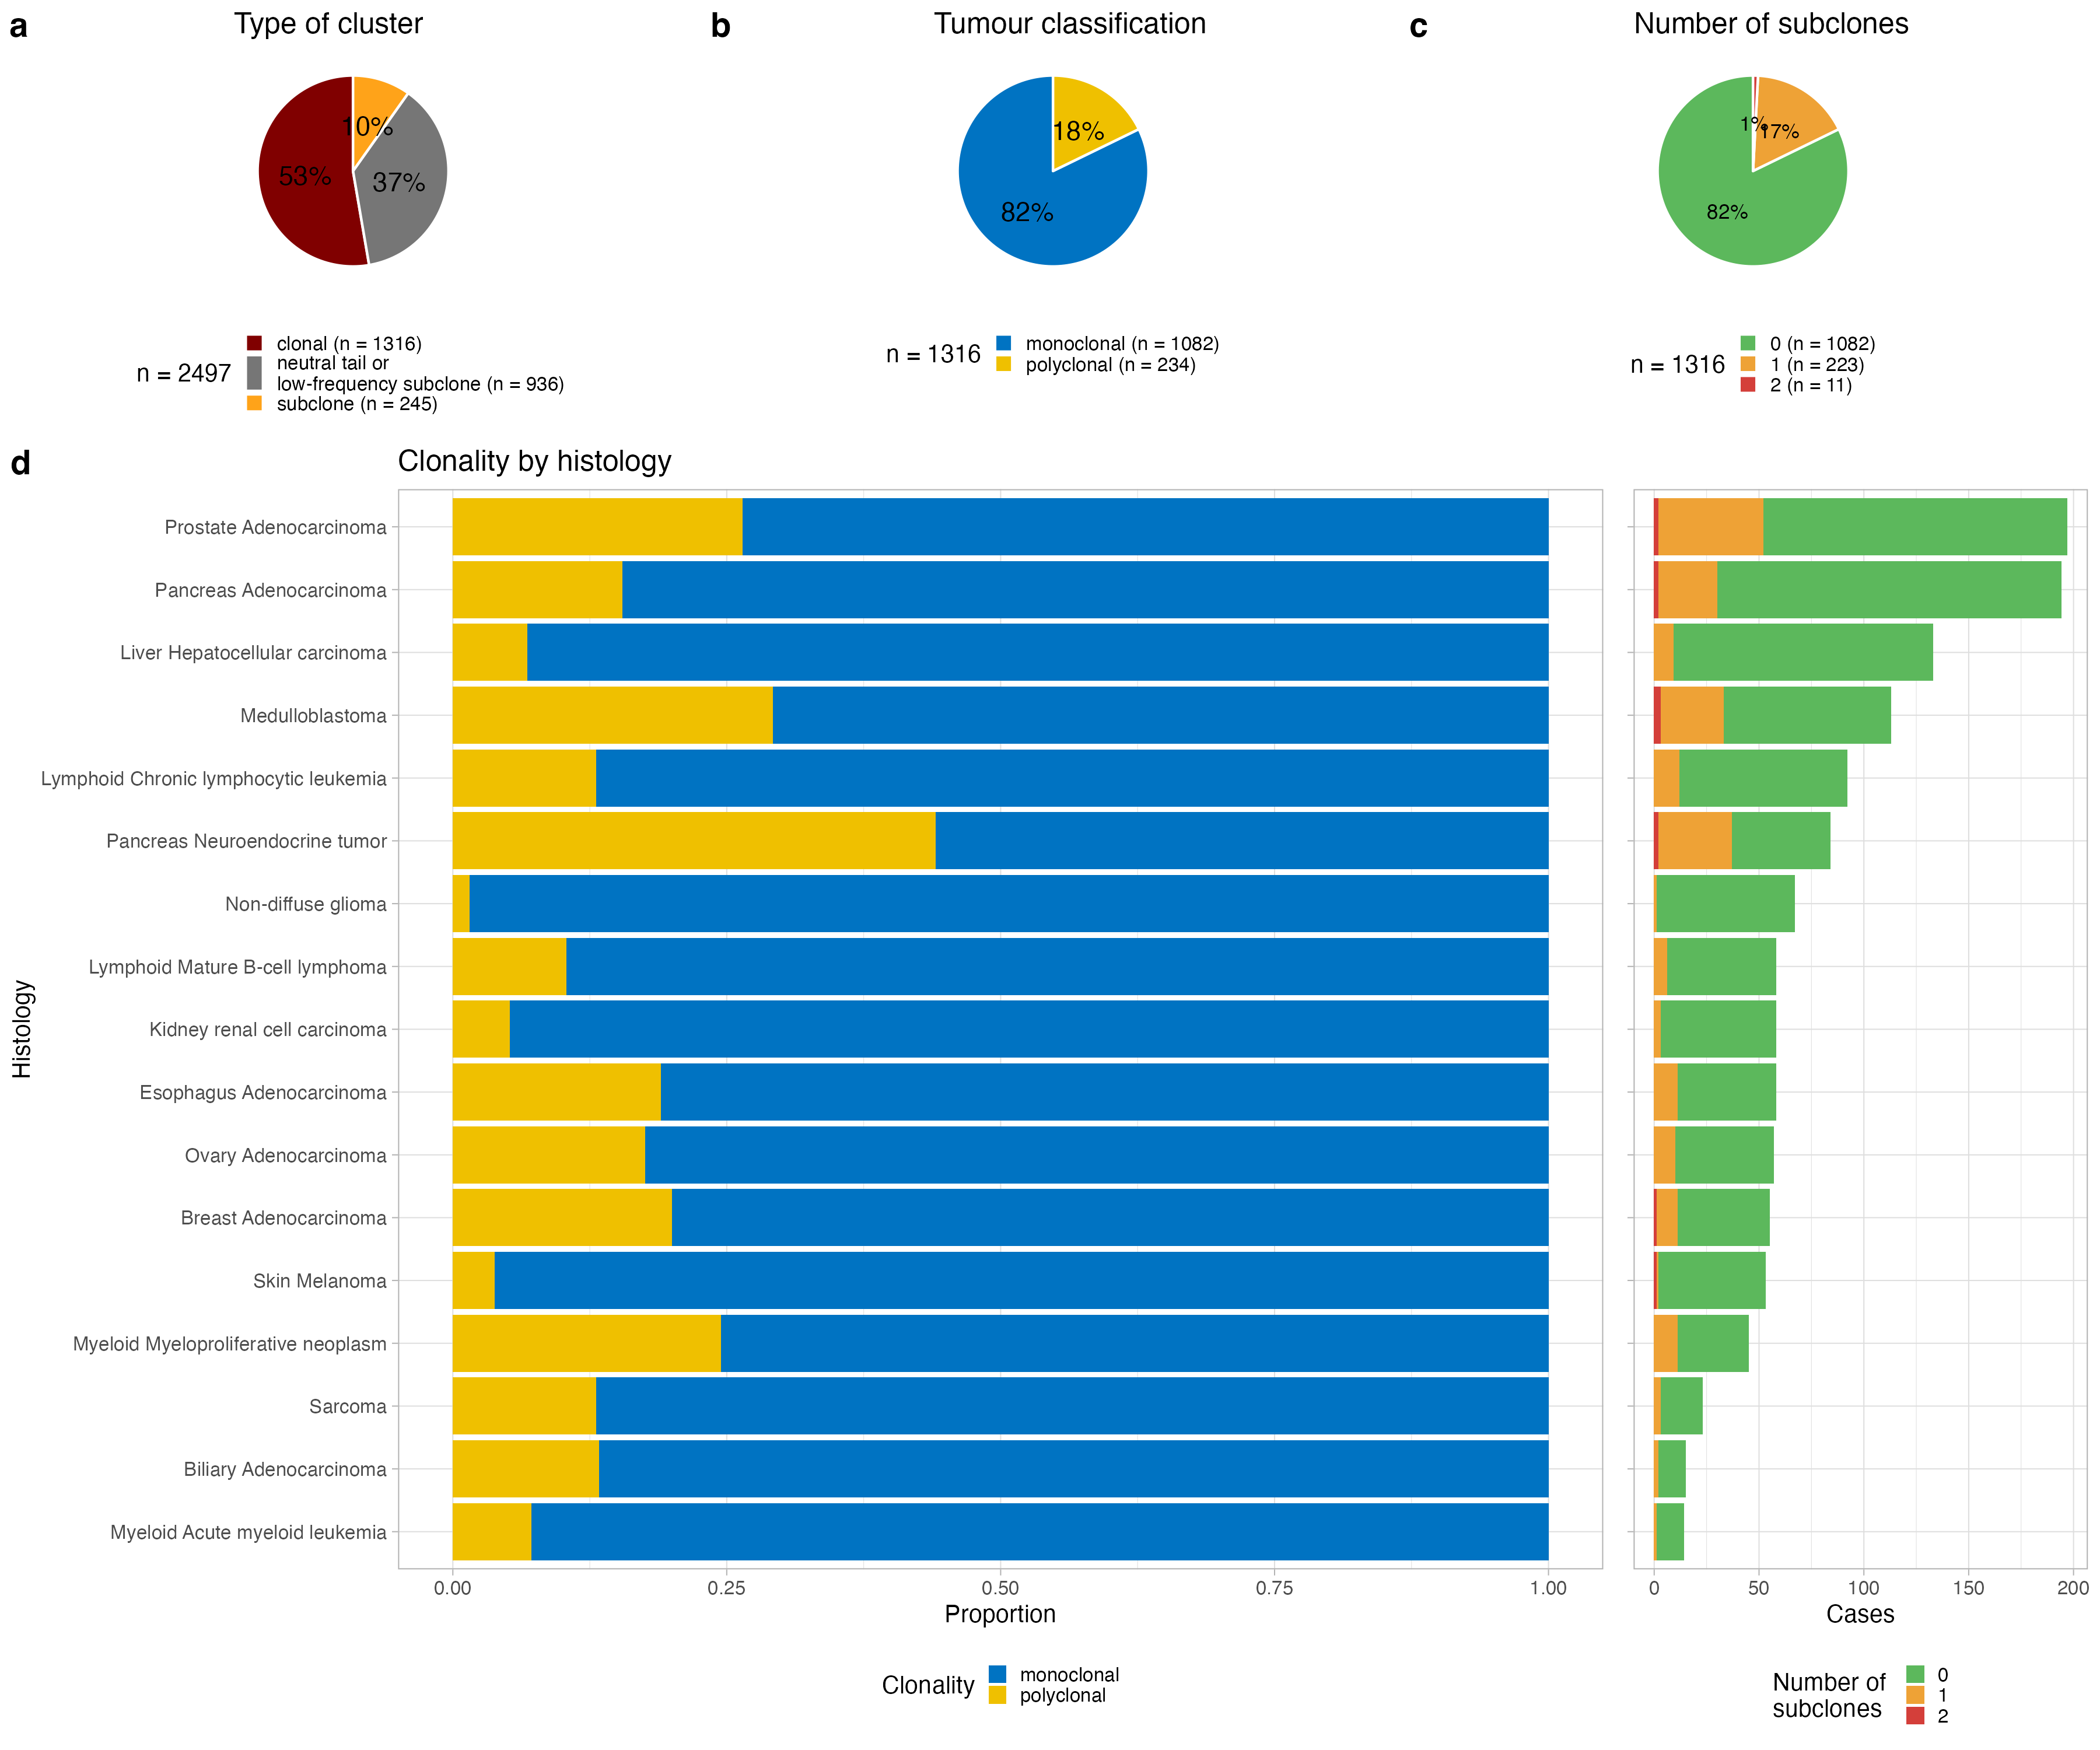 a
Type of cluster
10%
53%
37%
n = 2497
clonal (n = 1316)
neutral tail or
low-frequency subclone (n = 936)
subclone (n = 245)
b
Tumour classification
18%
82%
n = 1316
monoclonal (n = 1082)
polyclonal (n = 234)
c
Number of subclones
1%
17%
82%
n = 1316
0 (n = 1082)
1 (n = 223)
2 (n = 11)
d
Clonality by histology
Histology
Prostate Adenocarcinoma
Pancreas Adenocarcinoma
Liver Hepatocellular carcinoma
Medulloblastoma
Lymphoid Chronic lymphocytic leukemia
Pancreas Neuroendocrine tumor
Non-diffuse glioma
Lymphoid Mature B-cell lymphoma
Kidney renal cell carcinoma
Esophagus Adenocarcinoma
Ovary Adenocarcinoma
Breast Adenocarcinoma
Skin Melanoma
Myeloid Myeloproliferative neoplasm
Sarcoma
Biliary Adenocarcinoma
Myeloid Acute myeloid leukemia
0.00 0.25 0.50 0.75 1.00
Proportion
Clonality
monoclonal
polyclonal
0 50 100 150 200
Cases
Number of
subclones
0
1
2